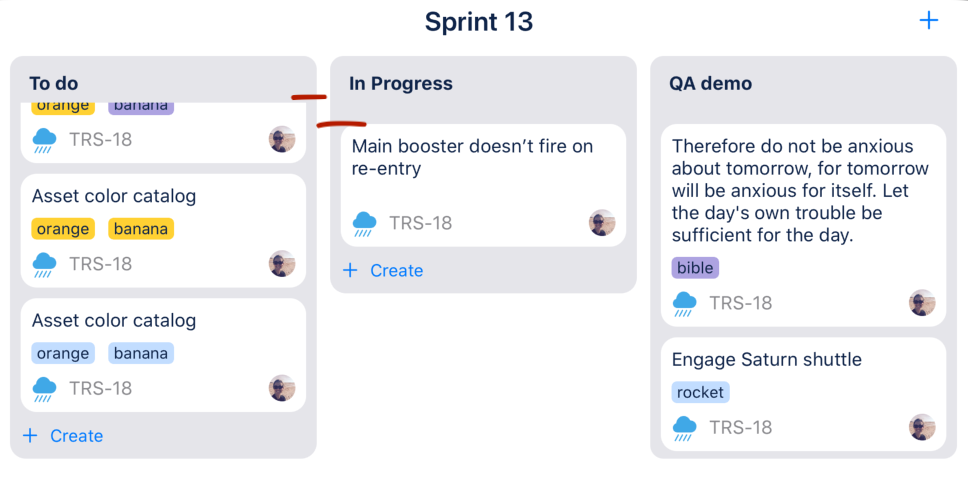 Sprint 13
+
To do
orange banana
TRS-18
Asset color catalog
orange banana
TRS-18
Asset color catalog
orange banana
TRS-18
+ Create
In Progress
Main booster doesn’t fire on
re-entry
TRS-18
+ Create
QA demo
Therefore do not be anxious
about tomorrow, for tomorrow
will be anxious for itself. Let
the day's own trouble be
sufficient for the day.
bible
TRS-18
Engage Saturn shuttle
rocket
TRS-18